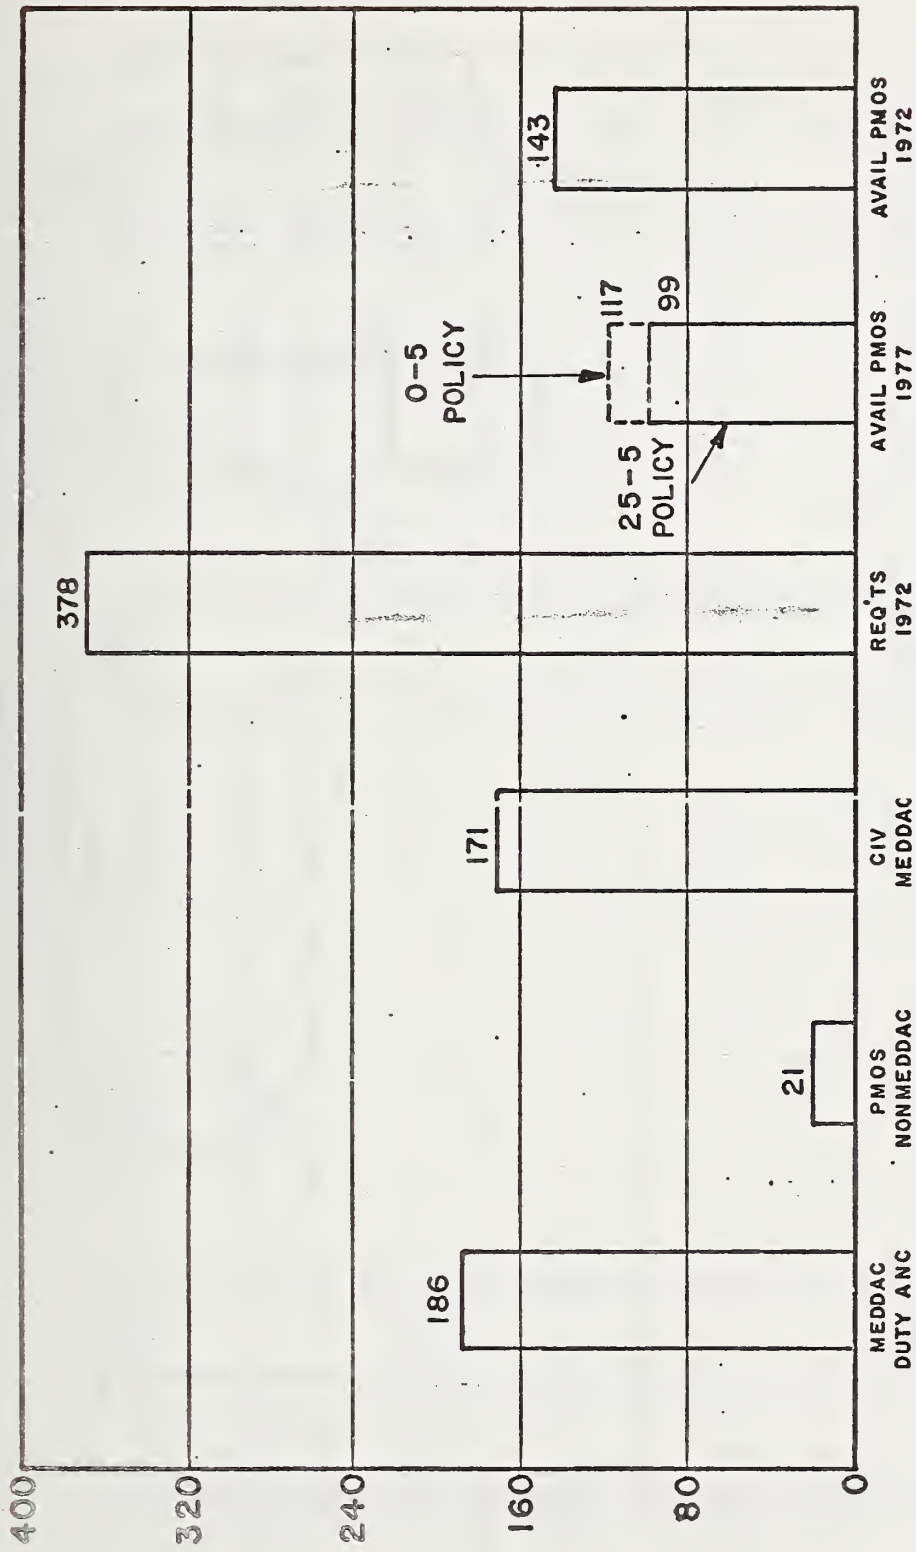 400
320
240
160
80
0
186
21
171
378
0-5
POLICY
117
25-5
POLICY
99
143
MEDDAC
DUTY ANC
PMOS
NONMEDDAC
CIV
MEDDAC
REQ'TS
1972
AVAIL PMOS
1977
AVAIL PMOS
1972